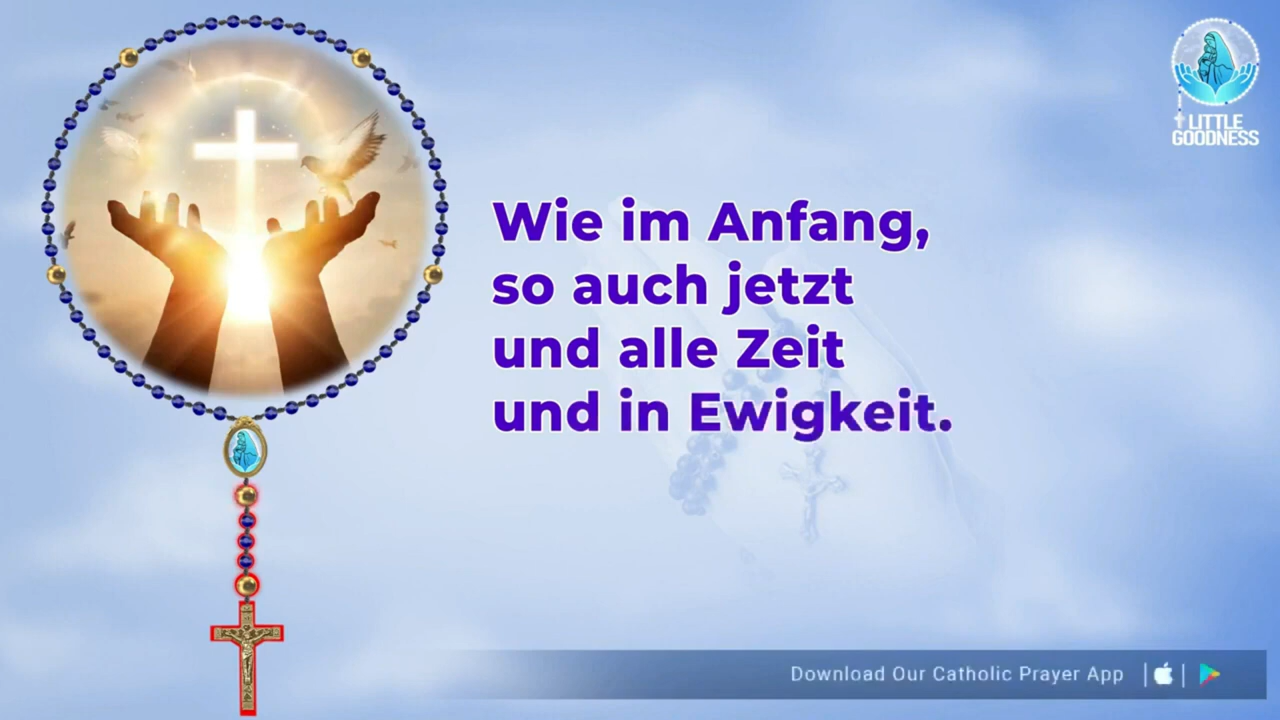 LITTLE
GOODNESS
Wie im Anfang,
so auch jetzt
und alle Zeit
und in Ewigkeit.
Download Our Catholic Prayer App